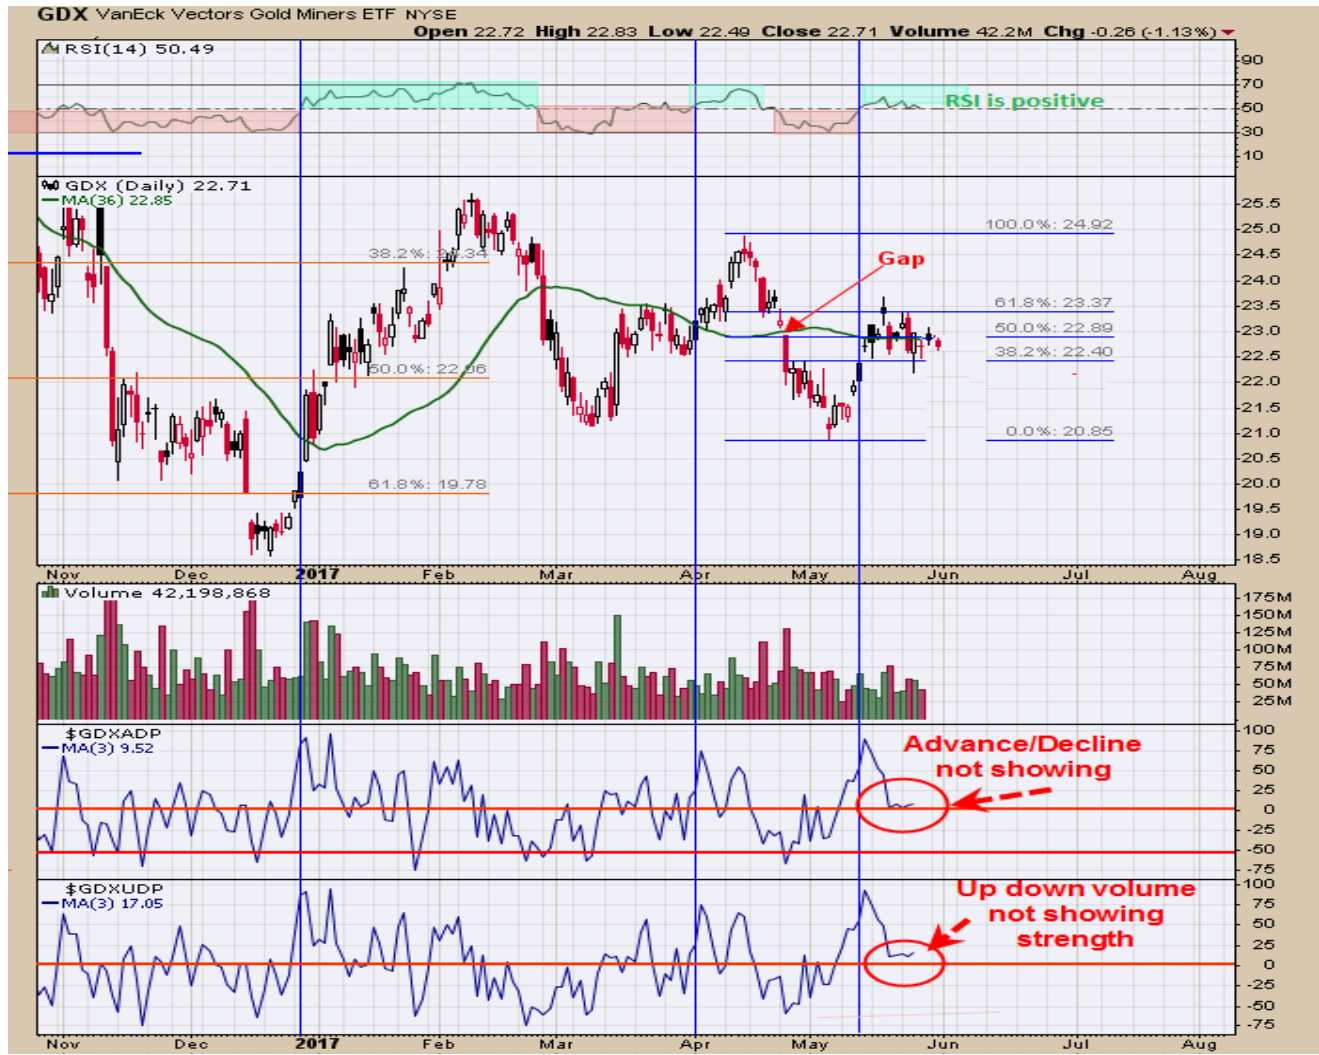 GDX VanEck Vectors Gold Miners ETF NYSE
Open 22.72 High 22.83 Low 22.49 Close 22.71 Volume 42.2M Chg -0.26 (-1.13%)
RSI(14) 50.49
90
70
RSI is positive
50
30
10
GDX (Daily) 22.71
MA(36) 22.85
25.5
100.0%: 24.92
25.0
38.2%: 24.34
24.5
Gap
24.0
61.8%: 23.37
23.5
50.0%: 22.89
23.0
38.2%: 22.40
22.5
50.0%: 22.06
22.0
21.5
0.0%: 20.85
21.0
20.5
61.8%: 19.78
20.0
19.5
19.0
18.5
Nov Dec 2017 Feb Mar Apr May Jun Jul Aug
Volume 42,198,868
175M
150M
125M
100M
75M
50M
25M
$GDXADP
MA(3) 9.52
Advance/Decline
not showing
100
75
50
25
0
-25
-50
-75
$GDXUDP
MA(3) 17.05
Up down volume
not showing
strength
100
75
50
25
0
-25
-50
-75
Nov Dec 2017 Feb Mar Apr May Jun Jul Aug